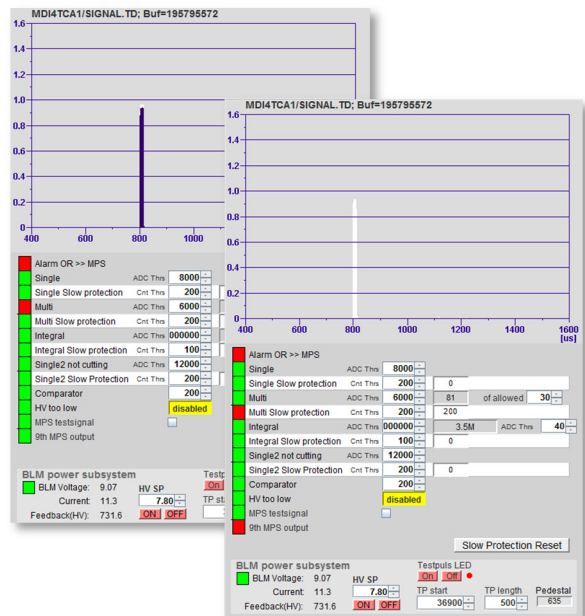 MDI4TCA1/SIGNAL.TD; Buf=195795572
1.6
1.4
1.2
1.0
0.8
0.6
0.4
0.2
0
400 600 800 1000
Alarm OR >> MPS
Single ADC Thrs 8000
Single Slow protection Cnt Thrs 200
Multi ADC Thrs 6000
Multi Slow protection Cnt Thrs 200
Integral ADC Thrs 000000
Integral Slow protection Cnt Thrs 100
Single2 not cutting ADC Thrs 12000
Single2 Slow Protection Cnt Thrs 200
Comparator 200
HV too low disabled
MPS testsignal
9th MPS output
BLM power subsystem
BLM Voltage: 9.07 HV SP
Current: 11.3 7.80
Feedback(HV): 731.6 ON OFF
MDI4TCA1/SIGNAL.TD; Buf=195795572
1.6
1.4
1.2
1.0
0.8
0.6
0.4
0.2
0
400 600 800 1000 1200 1400 1600
[us]
Alarm OR >> MPS
Single ADC Thrs 8000
Single Slow protection Cnt Thrs 200 0
Multi ADC Thrs 6000 81 of allowed 30
Multi Slow protection Cnt Thrs 200 200
Integral ADC Thrs 000000 3.5M ADC Thrs 40
Integral Slow protection Cnt Thrs 100 0
Single2 not cutting ADC Thrs 12000
Single2 Slow Protection Cnt Thrs 200 0
Comparator 200
HV too low disabled
MPS testsignal
9th MPS output
Slow Protection Reset
BLM power subsystem Testpuls LED
BLM Voltage: 9.07 HV SP On Off
Current: 11.3 7.80 TP start TP length Pedestal
Feedback(HV): 731.6 ON OFF 36900 500 635